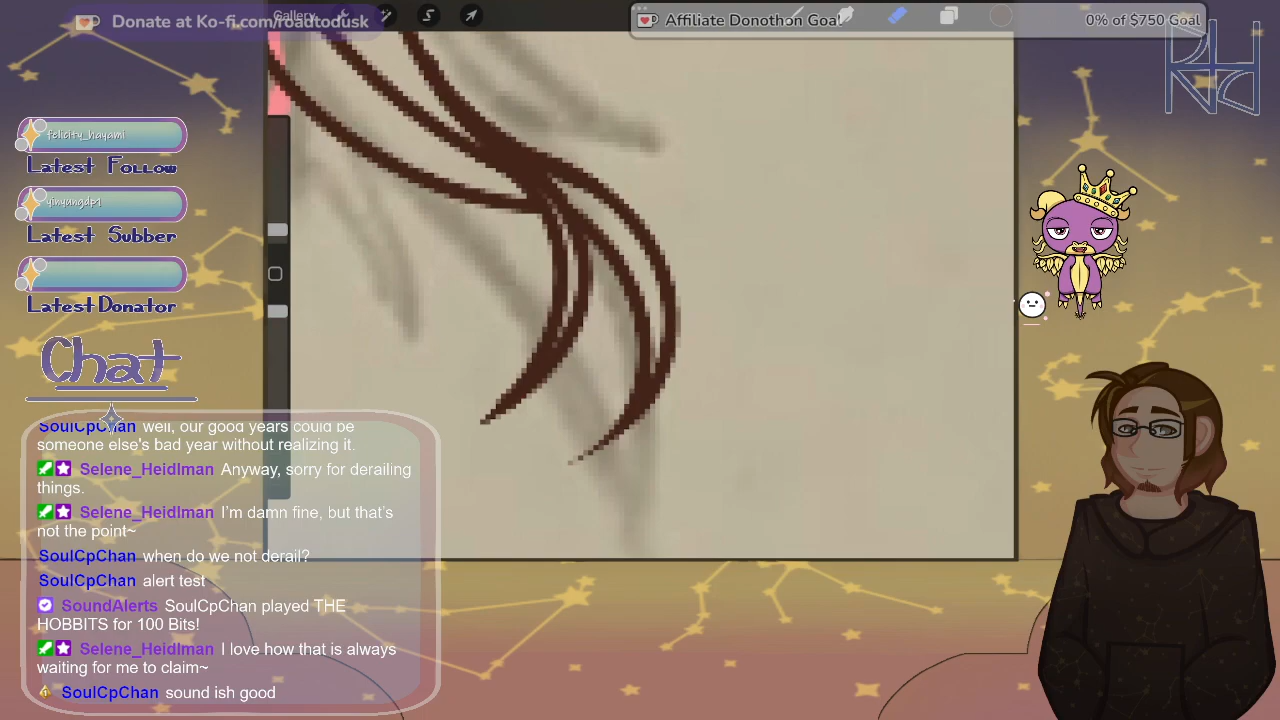 Donate at Ko-fi.com/roadtodusk
Gallery
Affiliate Donothon Goal
0% of $750 Goal
felicity_hayami
Latest Follow
yinyangdp1
Latest Subber
Latest Donator
Chat
SoulCpChan well, our good years could be
someone else's bad year without realizing it.
Selene_Heidlman Anyway, sorry for derailing
things.
Selene_Heidlman I'm damn fine, but that's
not the point~
SoulCpChan when do we not derail?
SoulCpChan alert test
SoundAlerts SoulCpChan played THE
HOBBITS for 100 Bits!
Selene_Heidlman I love how that is always
waiting for me to claim~
SoulCpChan sound ish good